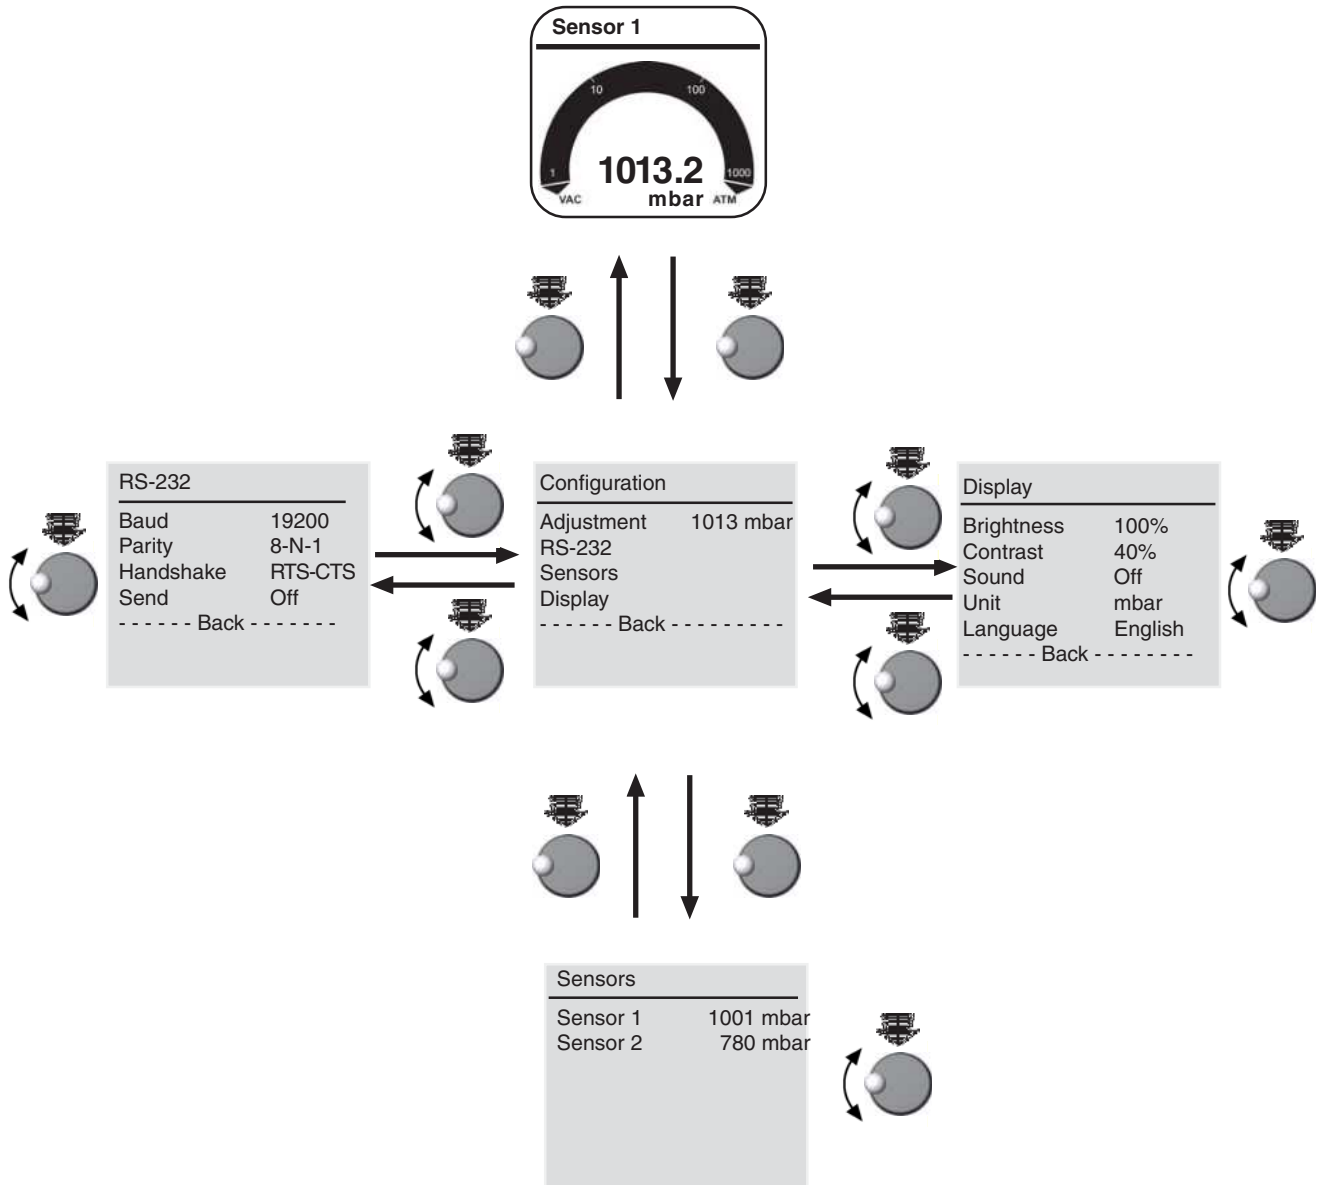 Sensor 1
10 100
1 1000
1013.2
mbar
VAC ATM
RS-232
Baud 19200
Parity 8-N-1
Handshake RTS-CTS
Send Off
- - - - - - Back - - - - - - -
Configuration
Adjustment 1013 mbar
RS-232
Sensors
Display
- - - - - - Back - - - - - - - - -
Display
Brightness 100%
Contrast 40%
Sound Off
Unit mbar
Language English
- - - - - - Back - - - - - - - -
Sensors
Sensor 1 1001 mbar
Sensor 2 780 mbar